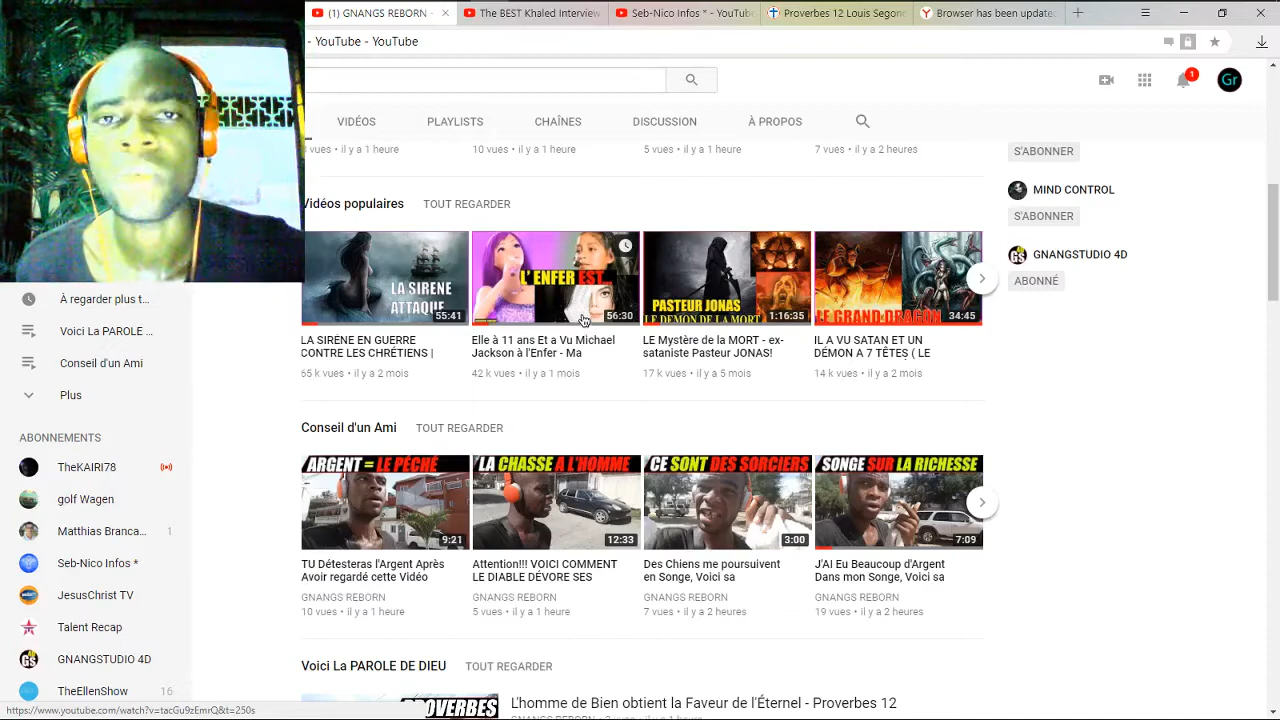 (1) GNANGS REBORN -
The BEST Khaled Interview
Seb-Nico Infos * - YouTube
Proverbes 12 Louis Segond
Browser has been updated
- YouTube - YouTube
1
Gr
VIDÉOS
PLAYLISTS
CHAÎNES
DISCUSSION
À PROPOS
vues • il y a 1 heure
10 vues • il y a 1 heure
5 vues • il y a 1 heure
7 vues • il y a 2 heures
S'ABONNER
MIND CONTROL
S'ABONNER
GNANGSTUDIO 4D
ABONNÉ
Vidéos populaires
TOUT REGARDER
LA SIRENE
ATTAQUE
55:41
L'ENFER EST
56:30
PASTEUR JONAS
LE DEMON DE LA MORT
1:16:35
LE GRAND DRAGON
34:45
LA SIRÈNE EN GUERRE
CONTRE LES CHRÉTIENS |
65 k vues • il y a 2 mois
Elle à 11 ans Et a Vu Michael
Jackson à l'Enfer - Ma
42 k vues • il y a 1 mois
LE Mystère de la MORT - ex-
sataniste Pasteur JONAS!
17 k vues • il y a 5 mois
IL A VU SATAN ET UN
DÉMON A 7 TÊTES ( LE
14 k vues • il y a 2 mois
Conseil d'un Ami
TOUT REGARDER
ARGENT = LE PÉCHÉ
9:21
LA CHASSE A L'HOMME
12:33
CE SONT DES SORCIERS
3:00
SONGE SUR LA RICHESSE
7:09
TU Détesteras l'Argent Après
Avoir regardé cette Vidéo
GNANGS REBORN
10 vues • il y a 1 heure
Attention!!! VOICI COMMENT
LE DIABLE DÉVORE SES
GNANGS REBORN
5 vues • il y a 1 heure
Des Chiens me poursuivent
en Songe, Voici sa
GNANGS REBORN
7 vues • il y a 2 heures
J'AI Eu Beaucoup d'Argent
Dans mon Songe, Voici sa
GNANGS REBORN
19 vues • il y a 2 heures
Voici La PAROLE DE DIEU
TOUT REGARDER
PROVERBES
L'homme de Bien obtient la Faveur de l'Éternel - Proverbes 12
À regarder plus t...
Voici La PAROLE ...
Conseil d'un Ami
Plus
ABONNEMENTS
TheKAIRI78
golf Wagen
Matthias Branca... 1
Seb-Nico Infos *
JesusChrist TV
Talent Recap
GNANGSTUDIO 4D
TheEllenShow 16
https://www.youtube.com/watch?v=tacGu9zEmrQ&t=250s